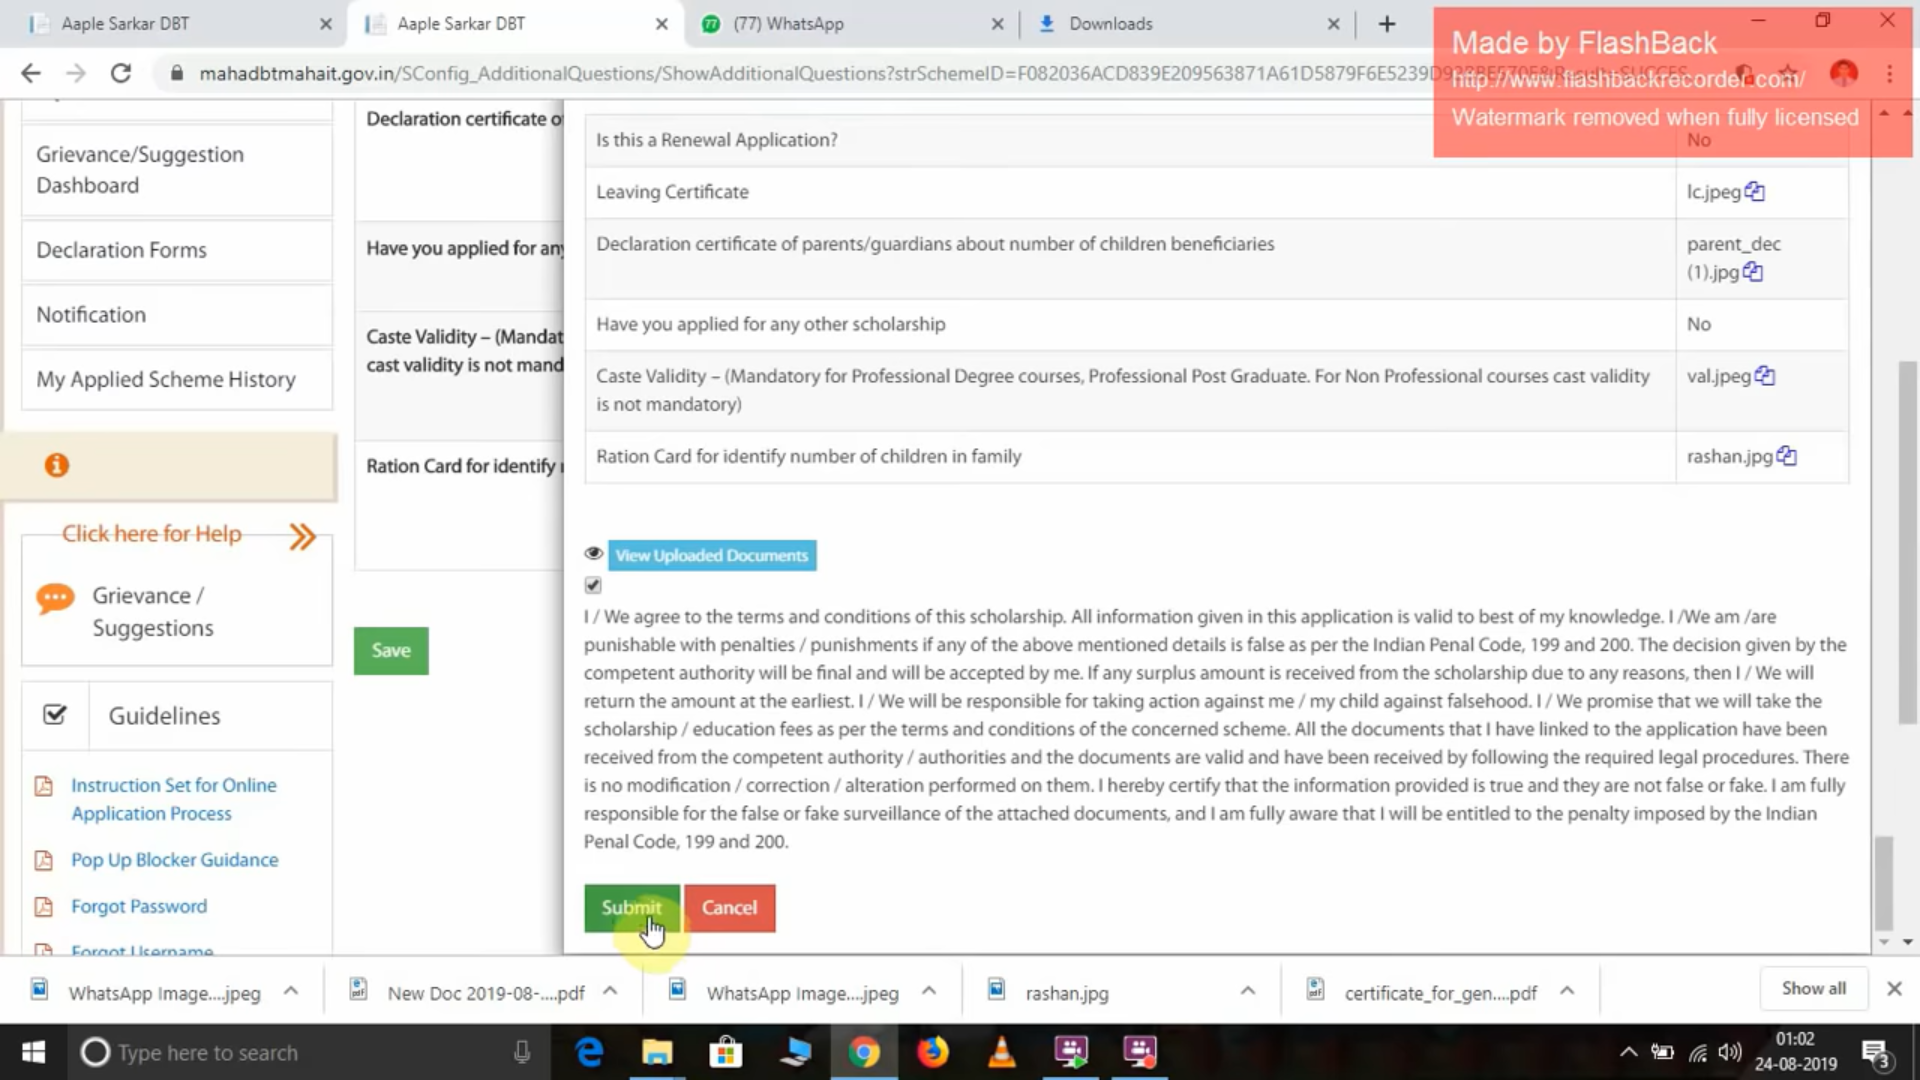 Aaple Sarkar DBT
Aaple Sarkar DBT
(77) WhatsApp
Downloads
Made by FlashBack
http://www.flashbackrecorder.com/
Watermark removed when fully licensed
mahadbtmahait.gov.in/SConfig_AdditionalQuestions/ShowAdditionalQuestions?strSchemeID=F082036ACD839E209563871A61D5879F6E5239D
Grievance/Suggestion
Dashboard
Declaration Forms
Notification
My Applied Scheme History
Click here for Help
Grievance /
Suggestions
Guidelines
Instruction Set for Online
Application Process
Pop Up Blocker Guidance
Forgot Password
Forgot Username
Declaration certificate o
Have you applied for any
Caste Validity – (Mandat
cast validity is not mand
Ration Card for identify
Save
Is this a Renewal Application? No
Leaving Certificate lc.jpeg
Declaration certificate of parents/guardians about number of children beneficiaries parent_dec
(1).jpg
Have you applied for any other scholarship No
Caste Validity – (Mandatory for Professional Degree courses, Professional Post Graduate. For Non Professional courses cast validity val.jpeg
is not mandatory)
Ration Card for identify number of children in family rashan.jpg
View Uploaded Documents
I / We agree to the terms and conditions of this scholarship. All information given in this application is valid to best of my knowledge. I /We am /are
punishable with penalties / punishments if any of the above mentioned details is false as per the Indian Penal Code, 199 and 200. The decision given by the
competent authority will be final and will be accepted by me. If any surplus amount is received from the scholarship due to any reasons, then I / We will
return the amount at the earliest. I / We will be responsible for taking action against me / my child against falsehood. I / We promise that we will take the
scholarship / education fees as per the terms and conditions of the concerned scheme. All the documents that I have linked to the application have been
received from the competent authority / authorities and the documents are valid and have been received by following the required legal procedures. There
is no modification / correction / alteration performed on them. I hereby certify that the information provided is true and they are not false or fake. I am fully
responsible for the false or fake surveillance of the attached documents, and I am fully aware that I will be entitled to the penalty imposed by the Indian
Penal Code, 199 and 200.
Submit
Cancel
WhatsApp Image....jpeg
New Doc 2019-08-....pdf
WhatsApp Image....jpeg
rashan.jpg
certificate_for_gen....pdf
Show all
Type here to search
01:02
24-08-2019
3